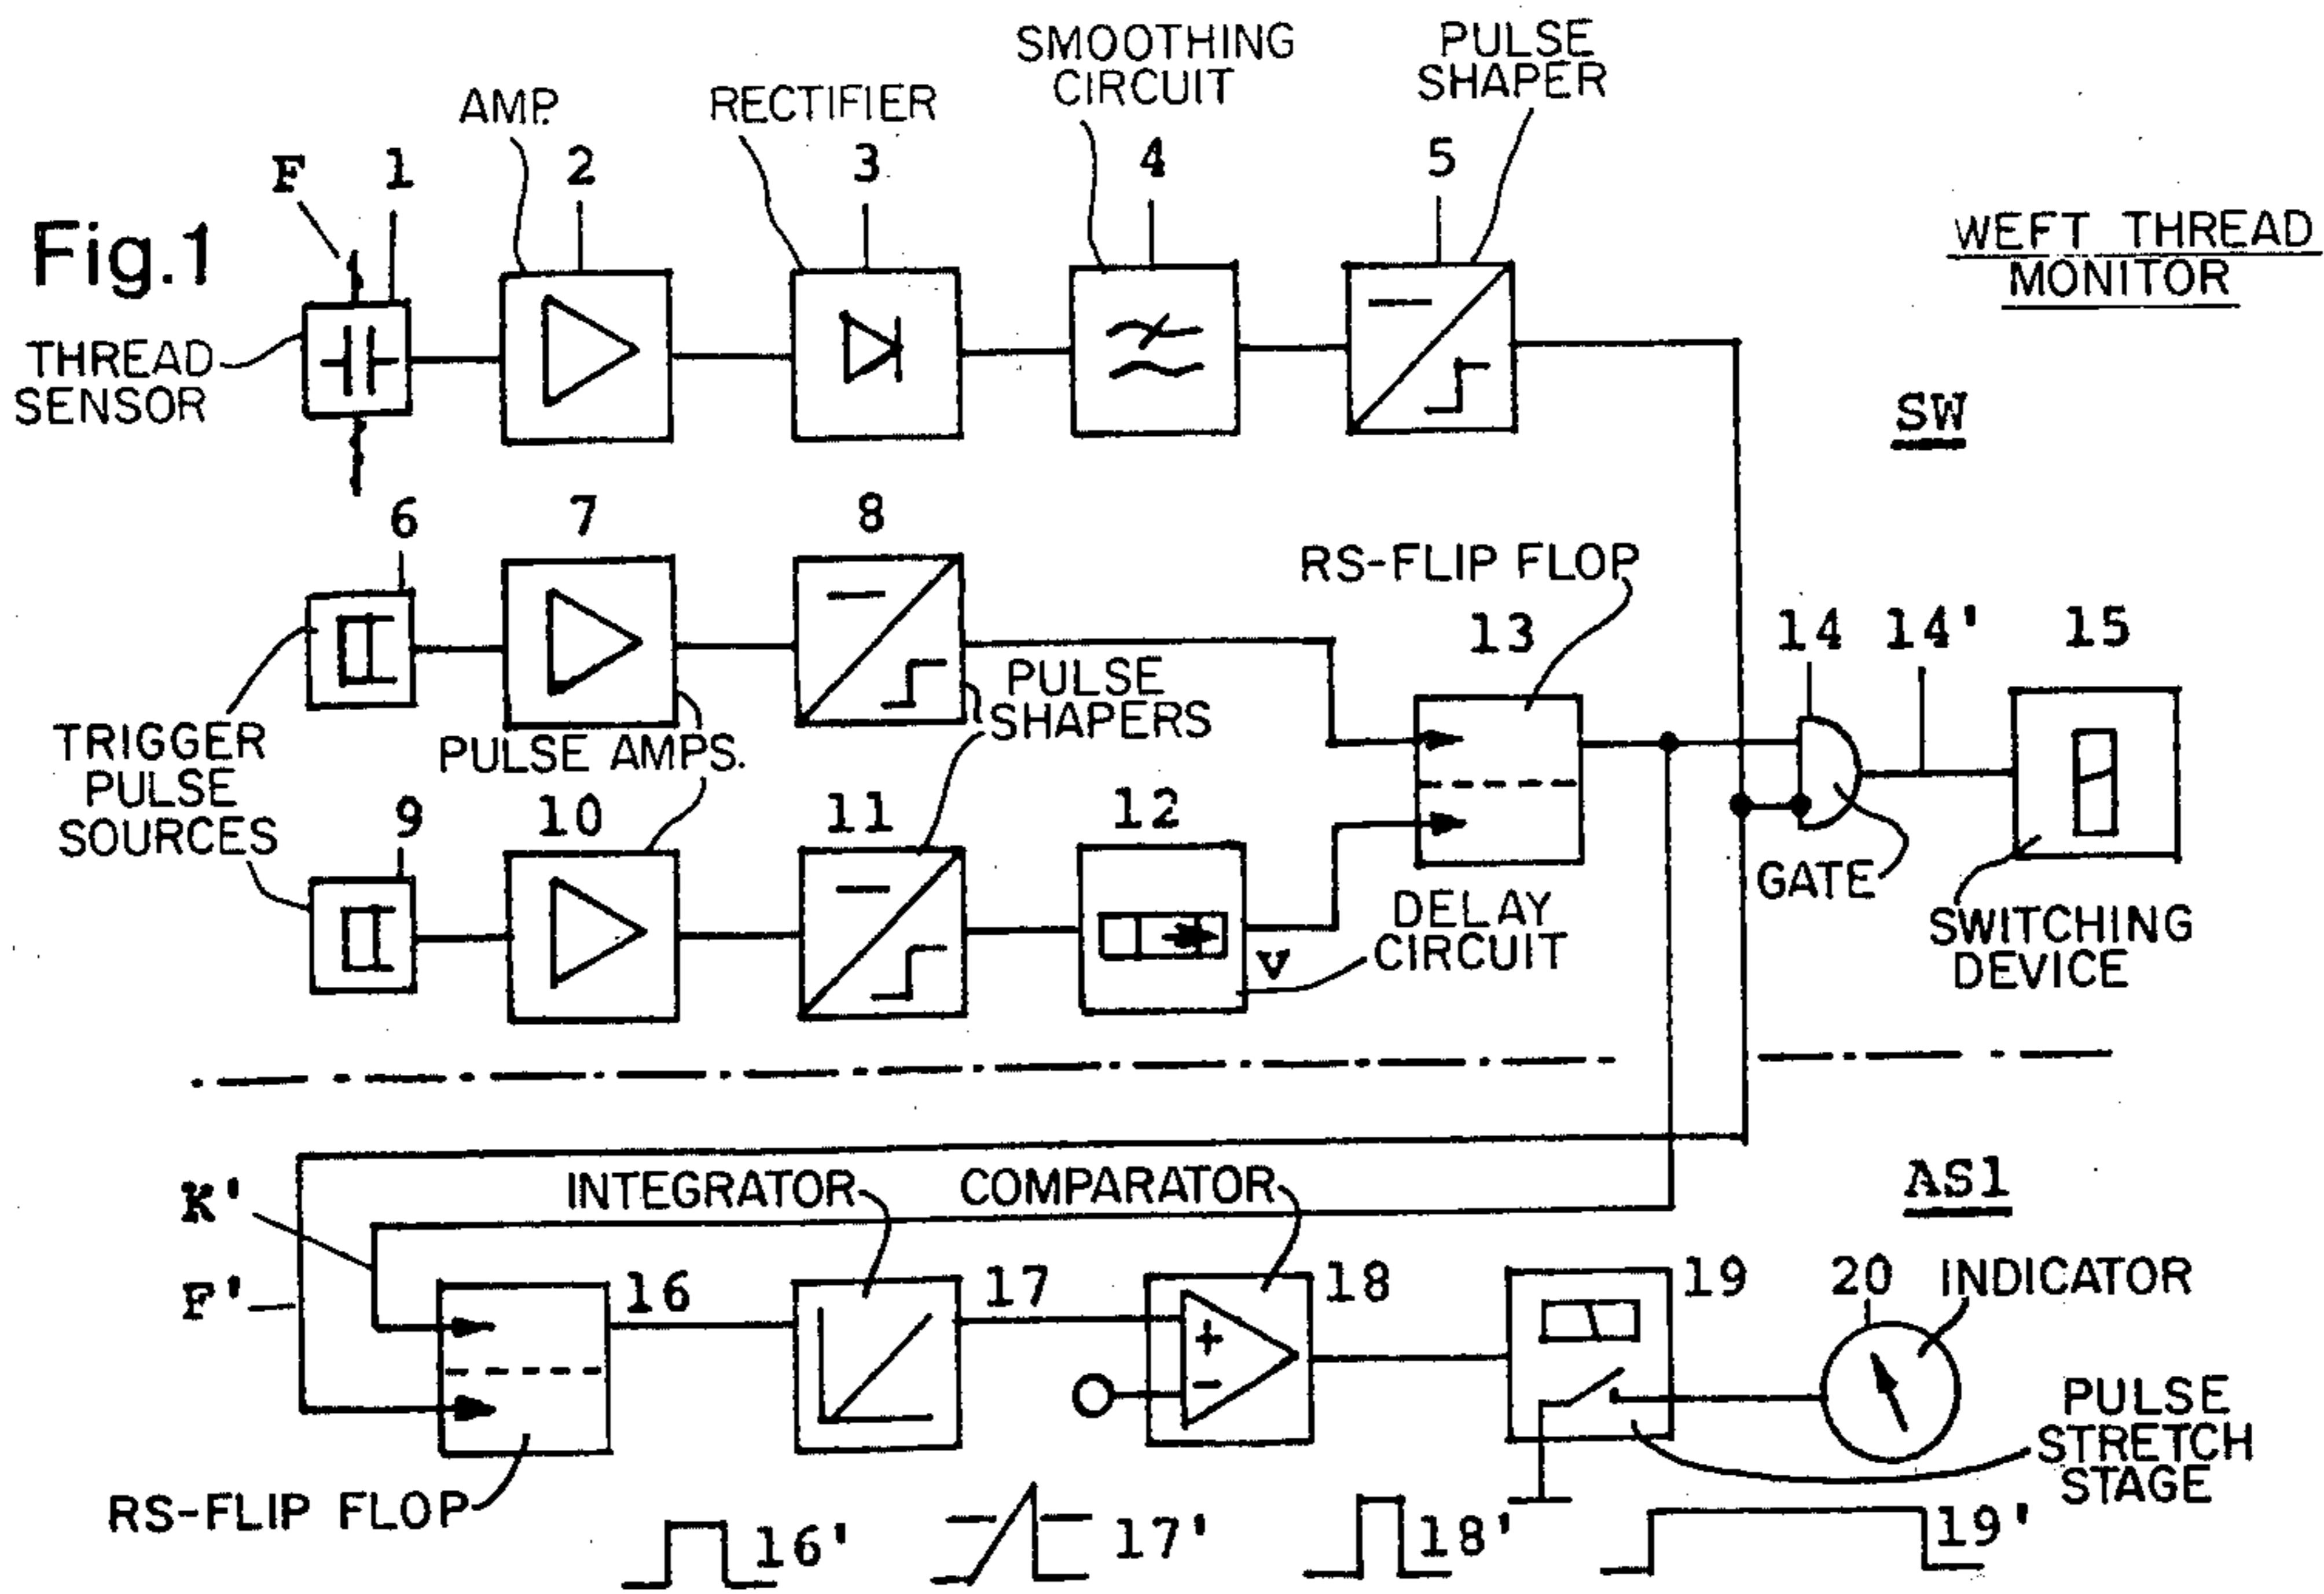 SMOOTHING
CIRCUIT
PULSE
SHAPER
AMP.
RECTIFIER
F 1 2 3 4 5
Fig.1
WEFT THREAD
MONITOR
THREAD
SENSOR
SW
6 7 8
RS-FLIP FLOP
13 14 14' 15
PULSE
SHAPERS
TRIGGER
PULSE
SOURCES
PULSE AMPS.
9 10 11 12
GATE
DELAY
CIRCUIT
V
SWITCHING
DEVICE
K'
INTEGRATOR
COMPARATOR
AS1
F'
16 17 18 19 20 INDICATOR
+
-
PULSE
STRETCH
STAGE
RS-FLIP FLOP
16' 17' 18' 19'